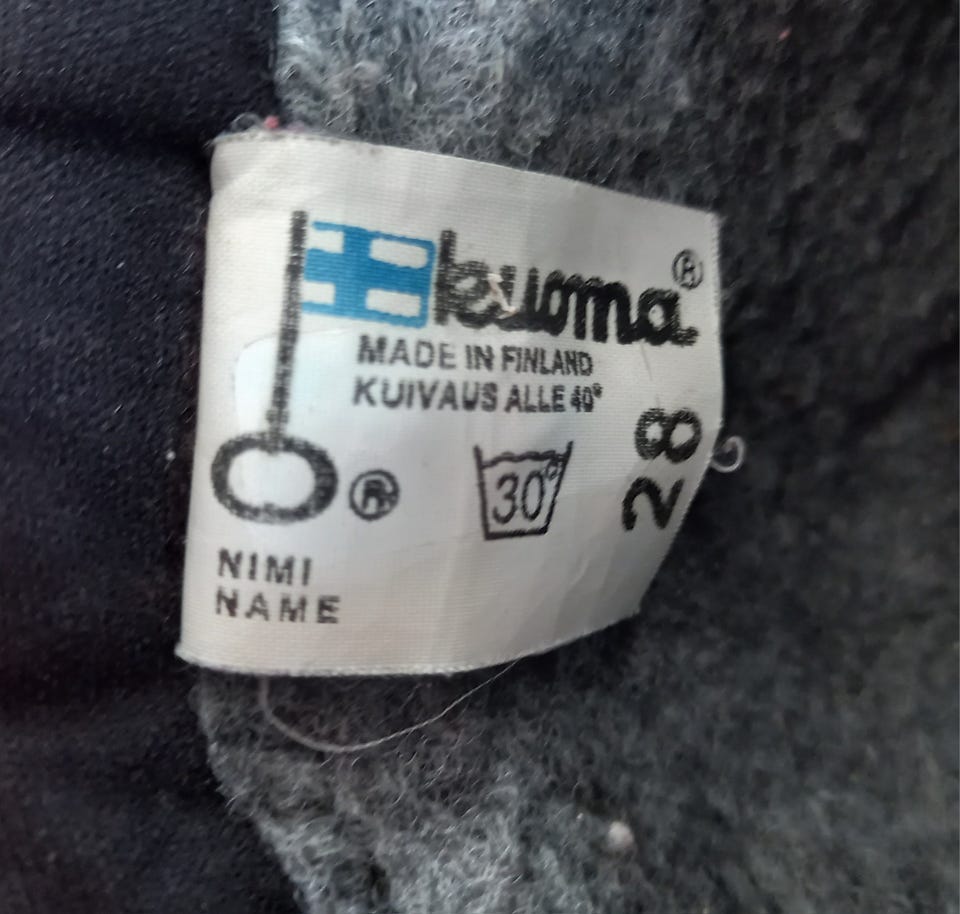 kuoma®
MADE IN FINLAND
KUIVAUS ALLE 40°
®
30°
28
NIMI
NAME